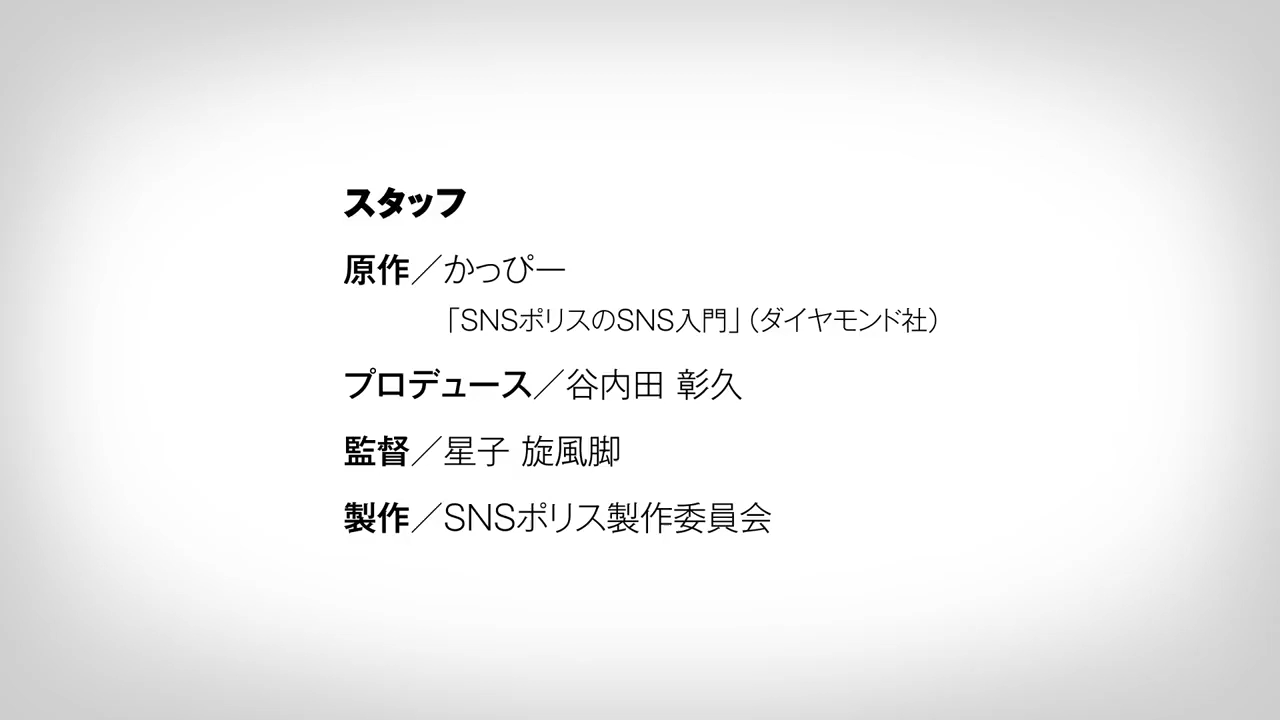 スタッフ
原作／かっぴー
「SNSポリスのSNS入門」（ダイヤモンド社）
プロデュース／谷内田 彰久
監督／星子 旋風脚
製作／SNSポリス製作委員会